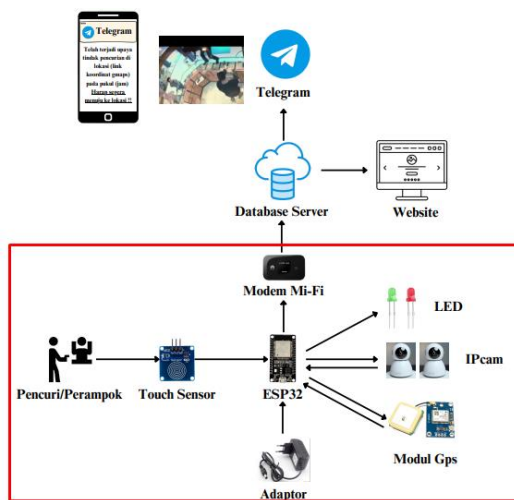 Telegram
Telah terjadi upaya
tindak pencurian di
lokasi (link
koordinat gmaps)
pada pukul (jam)
Harap segera
menuju ke lokasi !!
Telegram
Database Server
Website
Modem Mi-Fi
LED
Pencuri/Perampok
Touch Sensor
ESP32
IPcam
Modul Gps
Adaptor